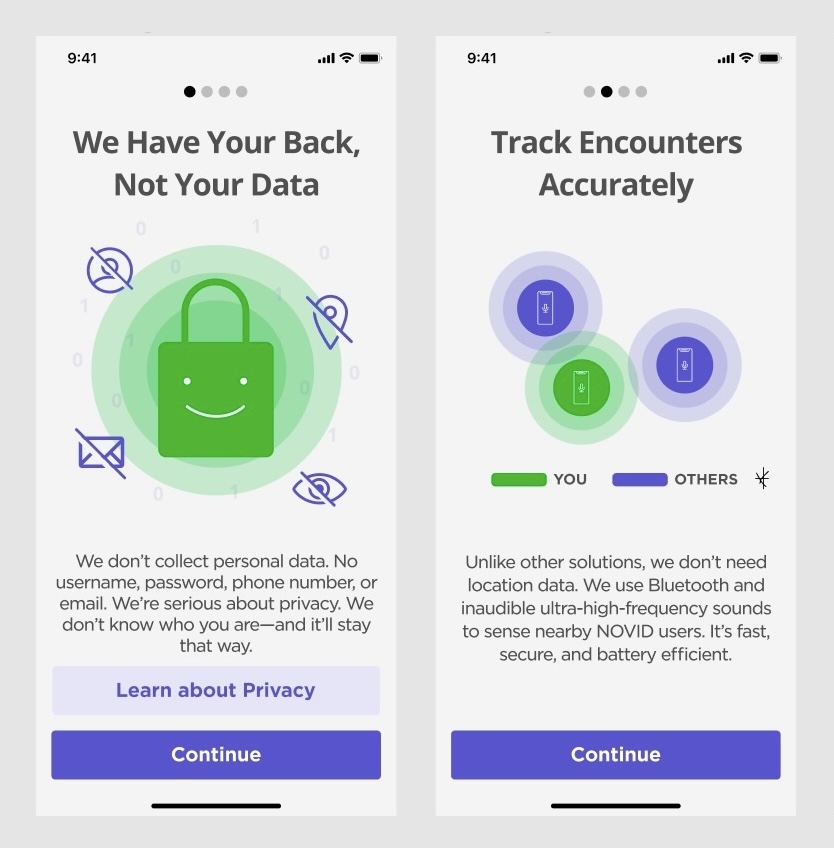 9:41
We Have Your Back,
Not Your Data
0
1
0
0
1
1
1
0
0
0
0
1
0
1
We don't collect personal data. No
username, password, phone number, or
email. We're serious about privacy. We
don't know who you are—and it'll stay
that way.
Learn about Privacy
Continue
9:41
Track Encounters
Accurately
YOU
OTHERS
Unlike other solutions, we don't need
location data. We use Bluetooth and
inaudible ultra-high-frequency sounds
to sense nearby NOVID users. It's fast,
secure, and battery efficient.
Continue